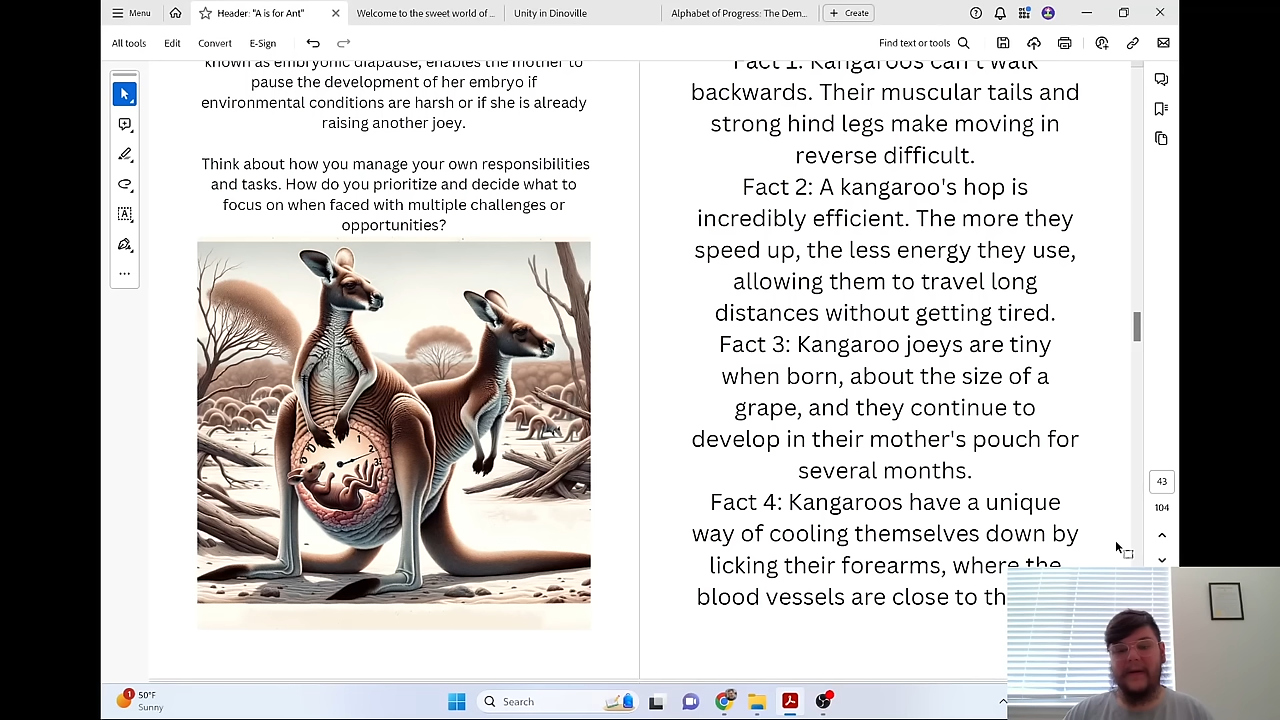 Menu
Header: "A is for Ant"
Welcome to the sweet world of ...
Unity in Unoville
Alphabet of Progress: The Dem...
Create
All tools
Edit
Convert
E-Sign
Find text or tools
known as embryonic diapause, enables the mother to
pause the development of her embryo if
environmental conditions are harsh or if she is already
raising another joey.
Think about how you manage your own responsibilities
and tasks. How do you prioritize and decide what to
focus on when faced with multiple challenges or
opportunities?
1
2
3
Fact 1: Kangaroos can't walk
backwards. Their muscular tails and
strong hind legs make moving in
reverse difficult.
Fact 2: A kangaroo's hop is
incredibly efficient. The more they
speed up, the less energy they use,
allowing them to travel long
distances without getting tired.
Fact 3: Kangaroo joeys are tiny
when born, about the size of a
grape, and they continue to
develop in their mother's pouch for
several months.
Fact 4: Kangaroos have a unique
way of cooling themselves down by
licking their forearms, where the
blood vessels are close to th
43
104
1
50°F
Sunny
Search